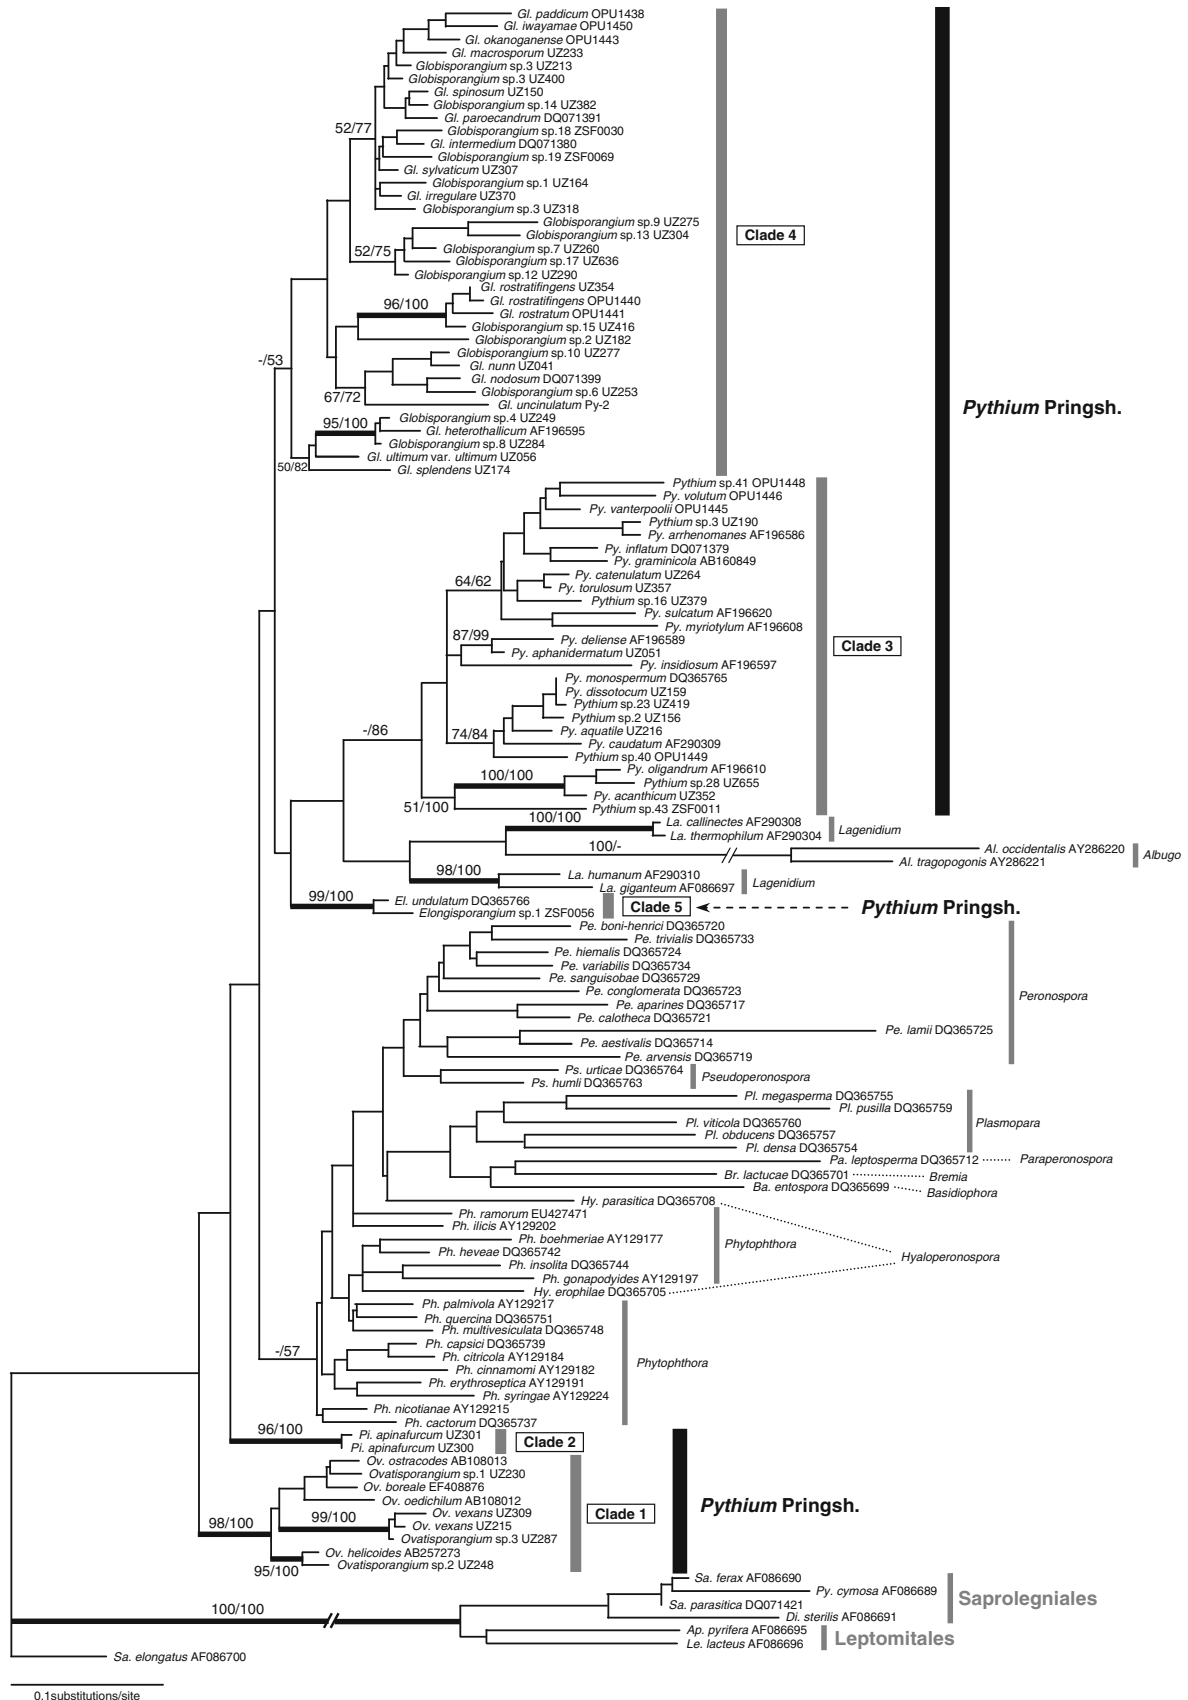 Gl. paddicum OPU1438
Gl. iwayamae OPU1450
Gl. okanoganense OPU1443
Gl. macrosporum UZ233
Globisporangium sp.3 UZ213
Globisporangium sp.3 UZ400
Gl. spinosum UZ150
Globisporangium sp.14 UZ382
Gl. paroecandrum DQ071391
52/77
Globisporangium sp.18 ZSF0030
Gl. intermedium DQ071380
Globisporangium sp.19 ZSF0069
Gl. sylvaticum UZ307
Globisporangium sp.1 UZ164
Gl. irregulare UZ370
Globisporangium sp.3 UZ318
Globisporangium sp.9 UZ275
Globisporangium sp.13 UZ304
Clade 4
52/75
Globisporangium sp.7 UZ260
Globisporangium sp.17 UZ636
Globisporangium sp.12 UZ290
Gl. rostratifingens UZ354
96/100
Gl. rostratifingens OPU1440
Gl. rostratum OPU1441
Globisporangium sp.15 UZ416
Globisporangium sp.2 UZ182
Globisporangium sp.10 UZ277
-/53
Gl. nunn UZ041
Gl. nodosum DQ071399
67/72
Globisporangium sp.6 UZ253
Gl. uncinulatum Py-2
Pythium Pringsh.
Globisporangium sp.4 UZ249
95/100
Gl. heterothallicum AF196595
Globisporangium sp.8 UZ284
Gl. ultimum var. ultimum UZ056
50/82
Gl. splendens UZ174
Pythium sp.41 OPU1448
Py. volutum OPU1446
Py. vanterpoolii OPU1445
Pythium sp.3 UZ190
Py. arrhenomanes AF196586
Py. inflatum DQ071379
Py. graminicola AB160849
64/62
Py. catenulatum UZ264
Py. torulosum UZ357
Pythium sp.16 UZ379
Py. sulcatum AF196620
Py. myriotylum AF196608
87/99
Py. deliense AF196589
Clade 3
Py. aphanidermatum UZ051
Py. insidiosum AF196597
Py. monospermum DQ365765
Py. dissotocum UZ159
Pythium sp.23 UZ419
Pythium sp.2 UZ156
-/86
74/84
Py. aquatile UZ216
Py. caudatum AF290309
Pythium sp.40 OPU1449
100/100
Py. oligandrum AF196610
Pythium sp.28 UZ655
Py. acanthicum UZ352
51/100
Pythium sp.43 ZSF0011
100/100
La. callinectes AF290308
La. thermophilum AF290304
Lagenidium
100/-
Al. occidentalis AY286220
Al. tragopogonis AY286221
Albugo
98/100
La. humanum AF290310
La. giganteum AF086697
Lagenidium
99/100
El. undulatum DQ365766
Elongisporangium sp.1 ZSF0056
Clade 5
Pythium Pringsh.
Pe. boni-henrici DQ365720
Pe. trivialis DQ365733
Pe. hiemalis DQ365724
Pe. variabilis DQ365734
Pe. sanguisobae DQ365729
Pe. conglomerata DQ365723
Peronospora
Pe. aparines DQ365717
Pe. calotheca DQ365721
Pe. lamii DQ365725
Pe. aestivalis DQ365714
Pe. arvensis DQ365719
Ps. urticae DQ365764
Ps. humli DQ365763
Pseudoperonospora
Pl. megasperma DQ365755
Pl. pusilla DQ365759
Pl. viticola DQ365760
Plasmopara
Pl. obducens DQ365757
Pl. densa DQ365754
Pa. leptosperma DQ365712
Paraperonospora
Br. lactucae DQ365701
Bremia
Ba. entospora DQ365699
Basidiophora
Hy. parasitica DQ365708
Ph. ramorum EU427471
Ph. ilicis AY129202
Ph. boehmeriae AY129177
Phytophthora
Ph. heveae DQ365742
Hyaloperonospora
Ph. insolita DQ365744
Ph. gonapodyides AY129197
Hy. erophilae DQ365705
Ph. palmivola AY129217
Ph. quercina DQ365751
Ph. multivesiculata DQ365748
-/57
Ph. capsici DQ365739
Ph. citricola AY129184
Phytophthora
Ph. cinnamomi AY129182
Ph. erythroseptica AY129191
Ph. syringae AY129224
Ph. nicotianae AY129215
Ph. cactorum DQ365737
96/100
Pi. apinafurcum UZ301
Pi. apinafurcum UZ300
Clade 2
Ov. ostracodes AB108013
Ovatisporangium sp.1 UZ230
Ov. boreale EF408876
Ov. oedichilum AB108012
Pythium Pringsh.
98/100
99/100
Ov. vexans UZ309
Clade 1
Ov. vexans UZ215
Ovatisporangium sp.3 UZ287
Ov. helicoides AB257273
95/100
Ovatisporangium sp.2 UZ248
Sa. ferax AF086690
Py. cymosa AF086689
Saprolegniales
Sa. parasitica DQ071421
100/100
Di. sterilis AF086691
Ap. pyrifera AF086695
Le. lacteus AF086696
Leptomitales
Sa. elongatus AF086700
0.1substitutions/site